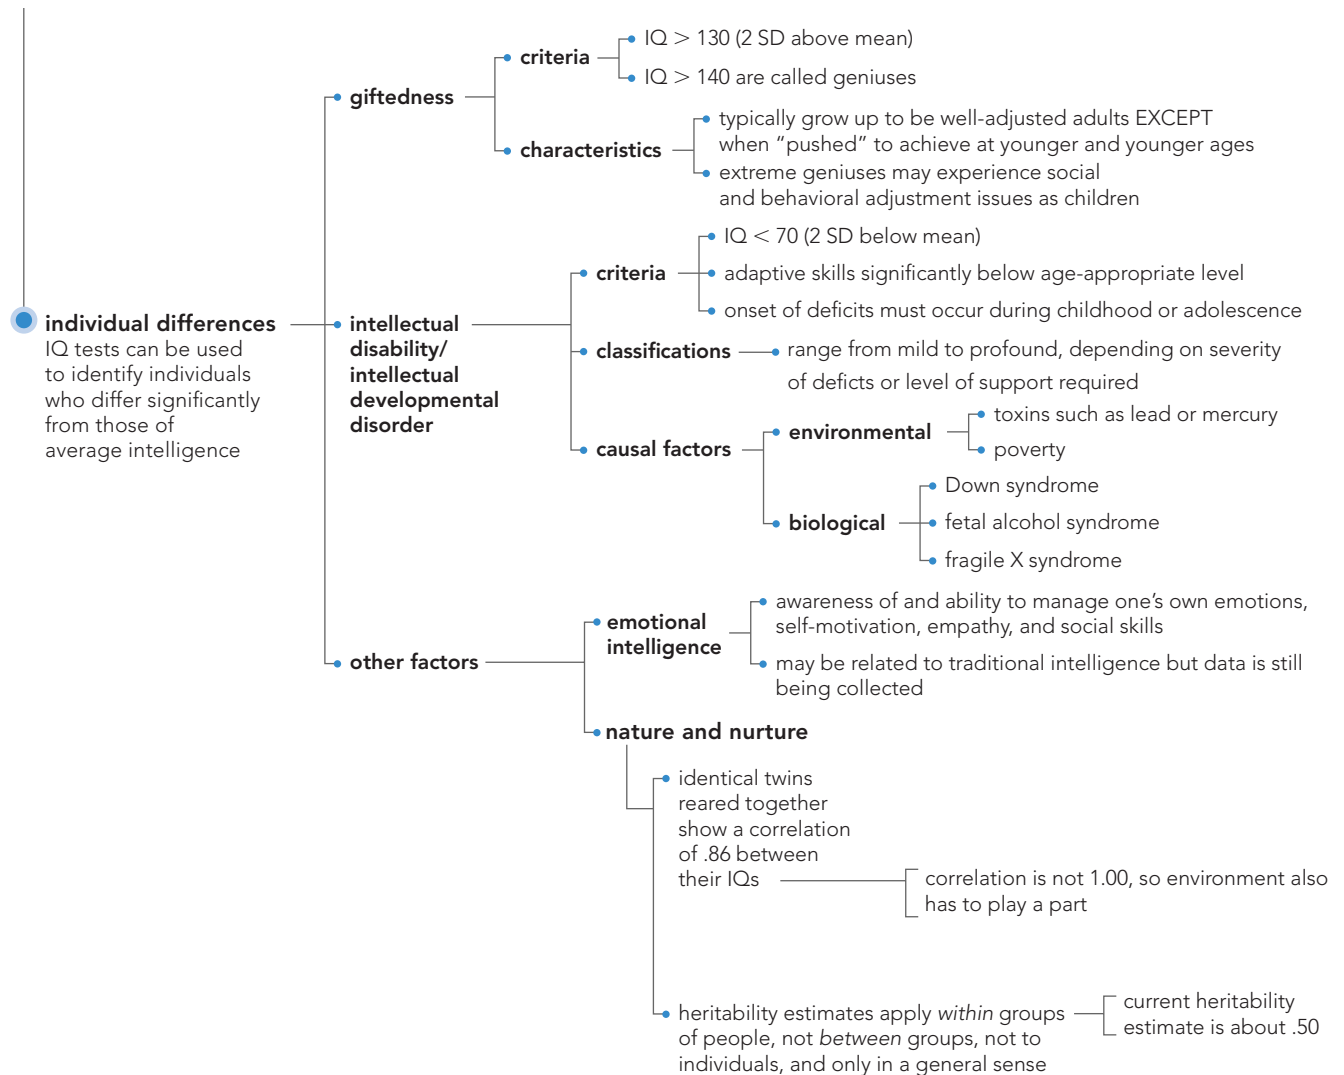 individual differences
IQ tests can be used
to identify individuals
who differ significantly
from those of
average intelligence
giftedness
criteria
IQ > 130 (2 SD above mean)
IQ > 140 are called geniuses
characteristics
typically grow up to be well-adjusted adults EXCEPT
when “pushed” to achieve at younger and younger ages
extreme geniuses may experience social
and behavioral adjustment issues as children
intellectual
disability/
intellectual
developmental
disorder
criteria
IQ < 70 (2 SD below mean)
adaptive skills significantly below age-appropriate level
onset of deficits must occur during childhood or adolescence
classifications
range from mild to profound, depending on severity
of deficts or level of support required
causal factors
environmental
toxins such as lead or mercury
poverty
biological
Down syndrome
fetal alcohol syndrome
fragile X syndrome
other factors
emotional
intelligence
awareness of and ability to manage one’s own emotions,
self-motivation, empathy, and social skills
may be related to traditional intelligence but data is still
being collected
nature and nurture
identical twins
reared together
show a correlation
of .86 between
their IQs
correlation is not 1.00, so environment also
has to play a part
heritability estimates apply within groups
of people, not between groups, not to
individuals, and only in a general sense
current heritability
estimate is about .50